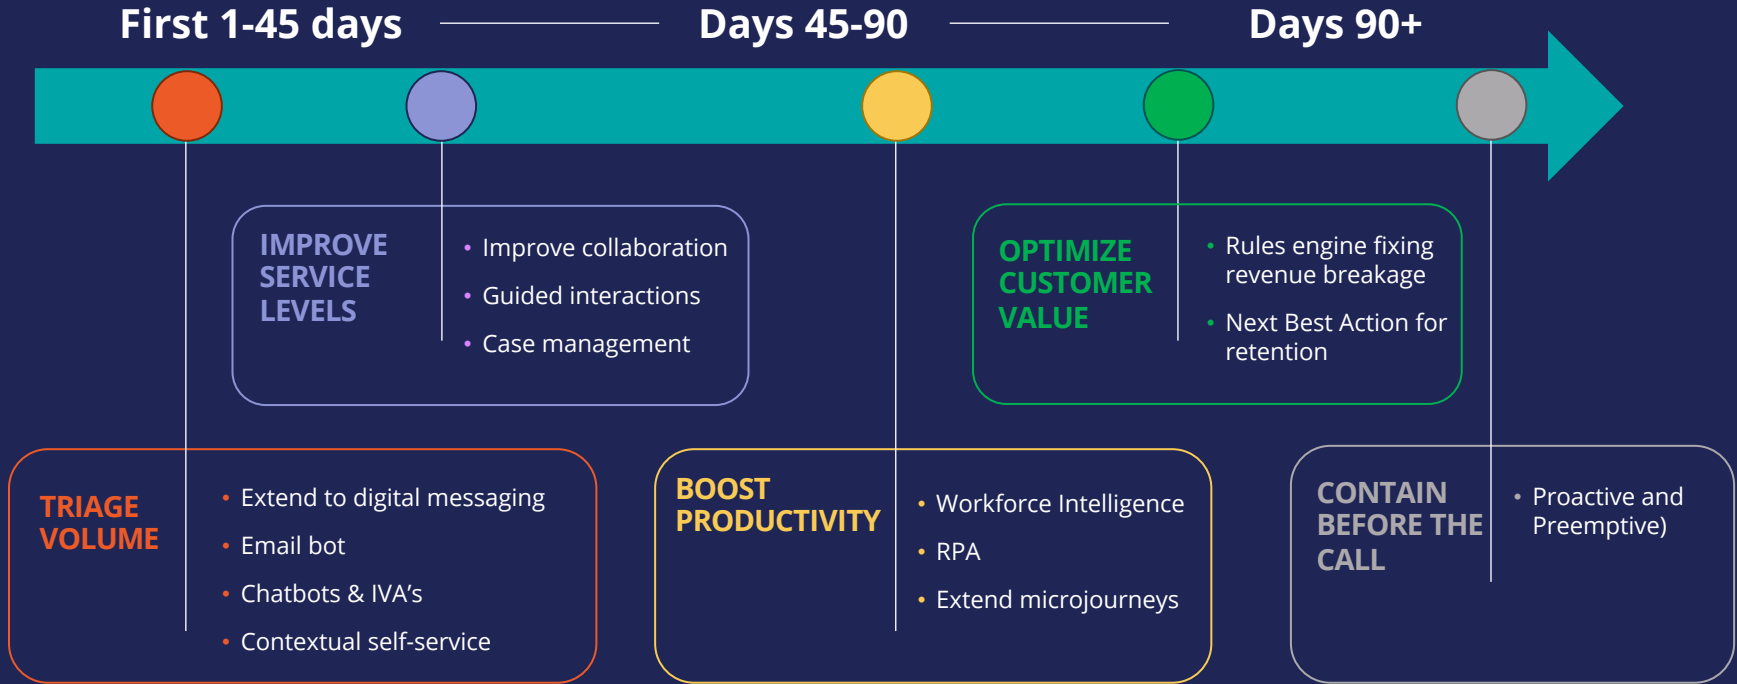 First 1-45 days
Days 45-90
Days 90+
IMPROVE
SERVICE
LEVELS
• Improve collaboration
• Guided interactions
• Case management
OPTIMIZE
CUSTOMER
VALUE
• Rules engine fixing
revenue breakage
• Next Best Action for
retention
TRIAGE
VOLUME
• Extend to digital messaging
• Email bot
• Chatbots & IVA’s
• Contextual self-service
BOOST
PRODUCTIVITY
• Workforce Intelligence
• RPA
• Extend microjourneys
CONTAIN
BEFORE THE
CALL
• Proactive and
Preemptive)